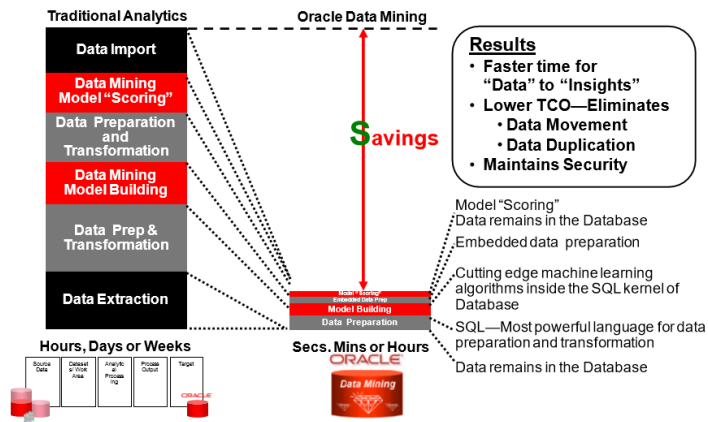 Traditional Analytics
Oracle Data Mining
Data Import
Data Mining
Model “Scoring”
Data Preparation
and
Transformation
Data Mining
Model Building
Data Prep &
Transformation
Data Extraction
Hours, Days or Weeks
Source
Data
Dataset
s/ Work
Area
Analytic
al
Process
ing
Process
Output
Target
ORACLE
Savings
Model “Scoring”
Embedded Data Prep
Model Building
Data Preparation
Secs, Mins or Hours
ORACLE
Data Mining
Results
• Faster time for
“Data” to “Insights”
• Lower TCO—Eliminates
• Data Movement
• Data Duplication
• Maintains Security
Model “Scoring”
Data remains in the Database
Embedded data preparation
Cutting edge machine learning
algorithms inside the SQL kernel of
Database
SQL—Most powerful language for data
preparation and transformation
Data remains in the Database